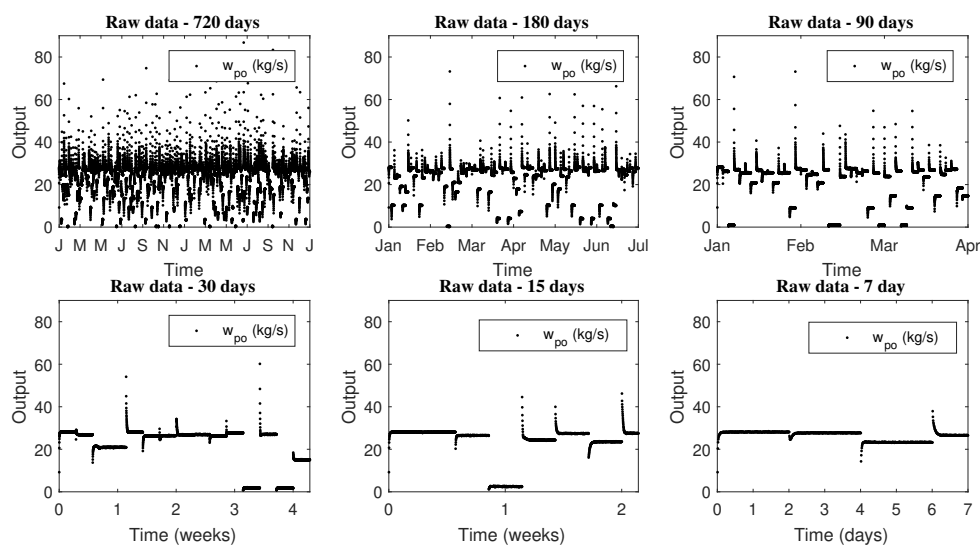 Raw data - 720 days
Raw data - 180 days
Raw data - 90 days
80
60
40
20
0
Output
w_po (kg/s)
J M M J S N J M M J S N J
Time
80
60
40
20
0
Output
w_po (kg/s)
Jan Feb Mar Apr May Jun Jul
Time
80
60
40
20
0
Output
w_po (kg/s)
Jan Feb Mar Apr
Time
Raw data - 30 days
Raw data - 15 days
Raw data - 7 day
80
60
40
20
0
Output
w_po (kg/s)
0 1 2 3 4
Time (weeks)
80
60
40
20
0
Output
w_po (kg/s)
0 1 2
Time (weeks)
80
60
40
20
0
Output
w_po (kg/s)
0 1 2 3 4 5 6 7
Time (days)